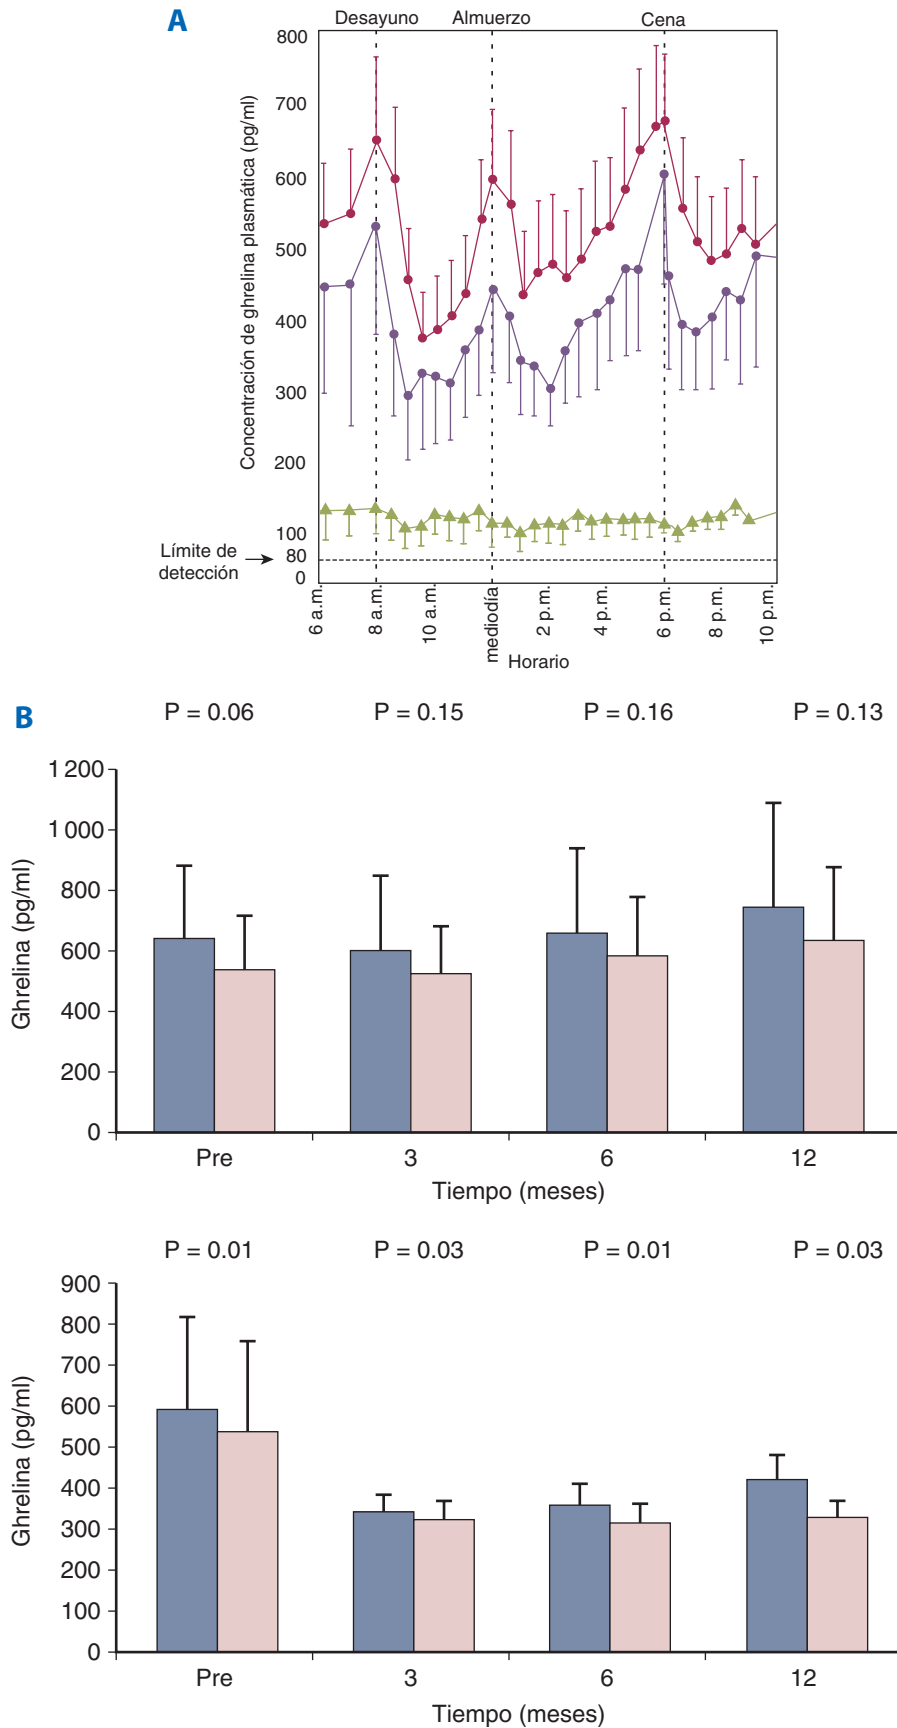 A
Desayuno
Almuerzo
Cena
Concentración de ghrelina plasmática (pg/ml)
800
700
600
500
400
300
200
100
80
0
Límite de
detección
6 a.m.
8 a.m.
10 a.m.
mediodía
2 p.m.
4 p.m.
6 p.m.
8 p.m.
10 p.m.
Horario
B
P = 0.06
P = 0.15
P = 0.16
P = 0.13
Ghrelina (pg/ml)
1 200
1 000
800
600
400
200
0
Pre
3
6
12
Tiempo (meses)
P = 0.01
P = 0.03
P = 0.01
P = 0.03
Ghrelina (pg/ml)
900
800
700
600
500
400
300
200
100
0
Pre
3
6
12
Tiempo (meses)